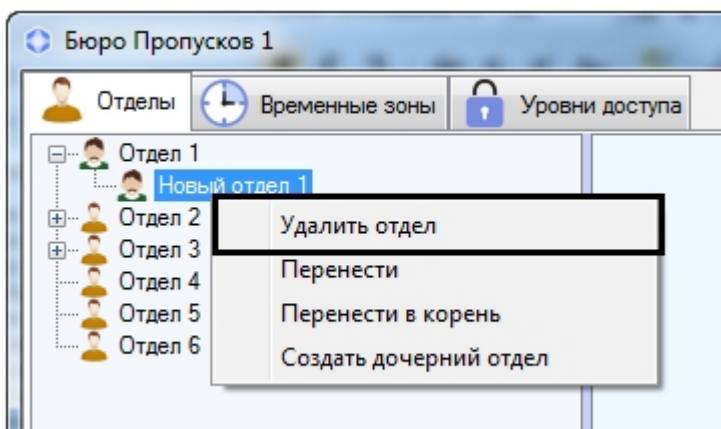 Бюро Пропусков 1
Отделы Временные зоны Уровни доступа
Отдел 1
Новый отдел 1
Отдел 2
Отдел 3
Отдел 4
Отдел 5
Отдел 6
Удалить отдел
Перенести
Перенести в корень
Создать дочерний отдел